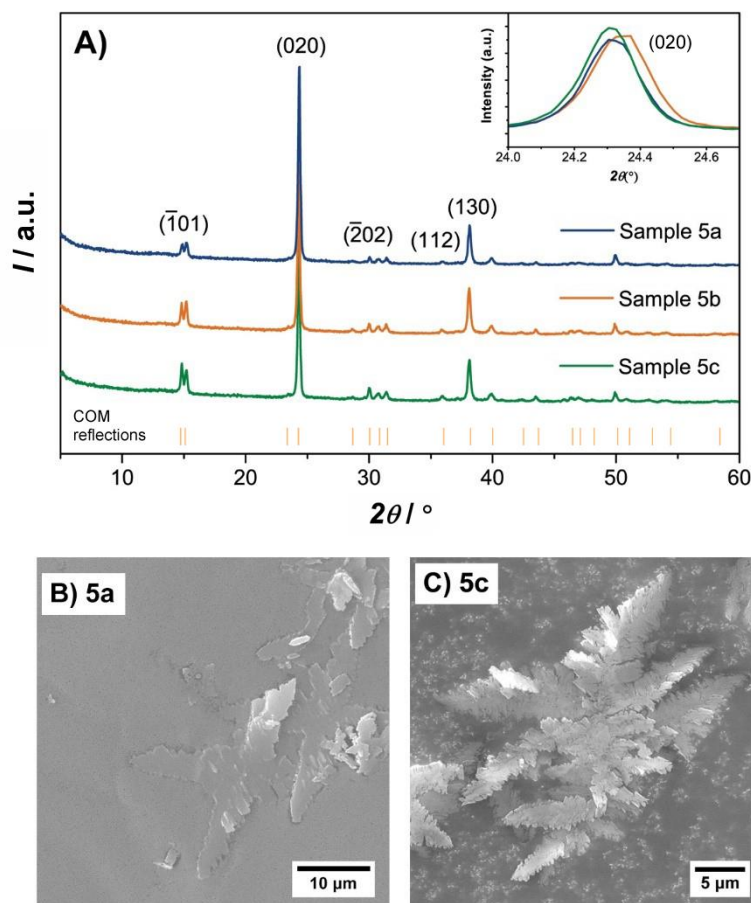 A)
(020)
(1̅01)
(2̅02)
(112)
(130)
Sample 5a
Sample 5b
Sample 5c
COM
reflections
I / a.u.
10 20 30 40 50 60
2θ / °
Intensity (a.u.)
(020)
24.0 24.2 24.4 24.6
2θ(°)
B) 5a
10 µm
C) 5c
5 µm